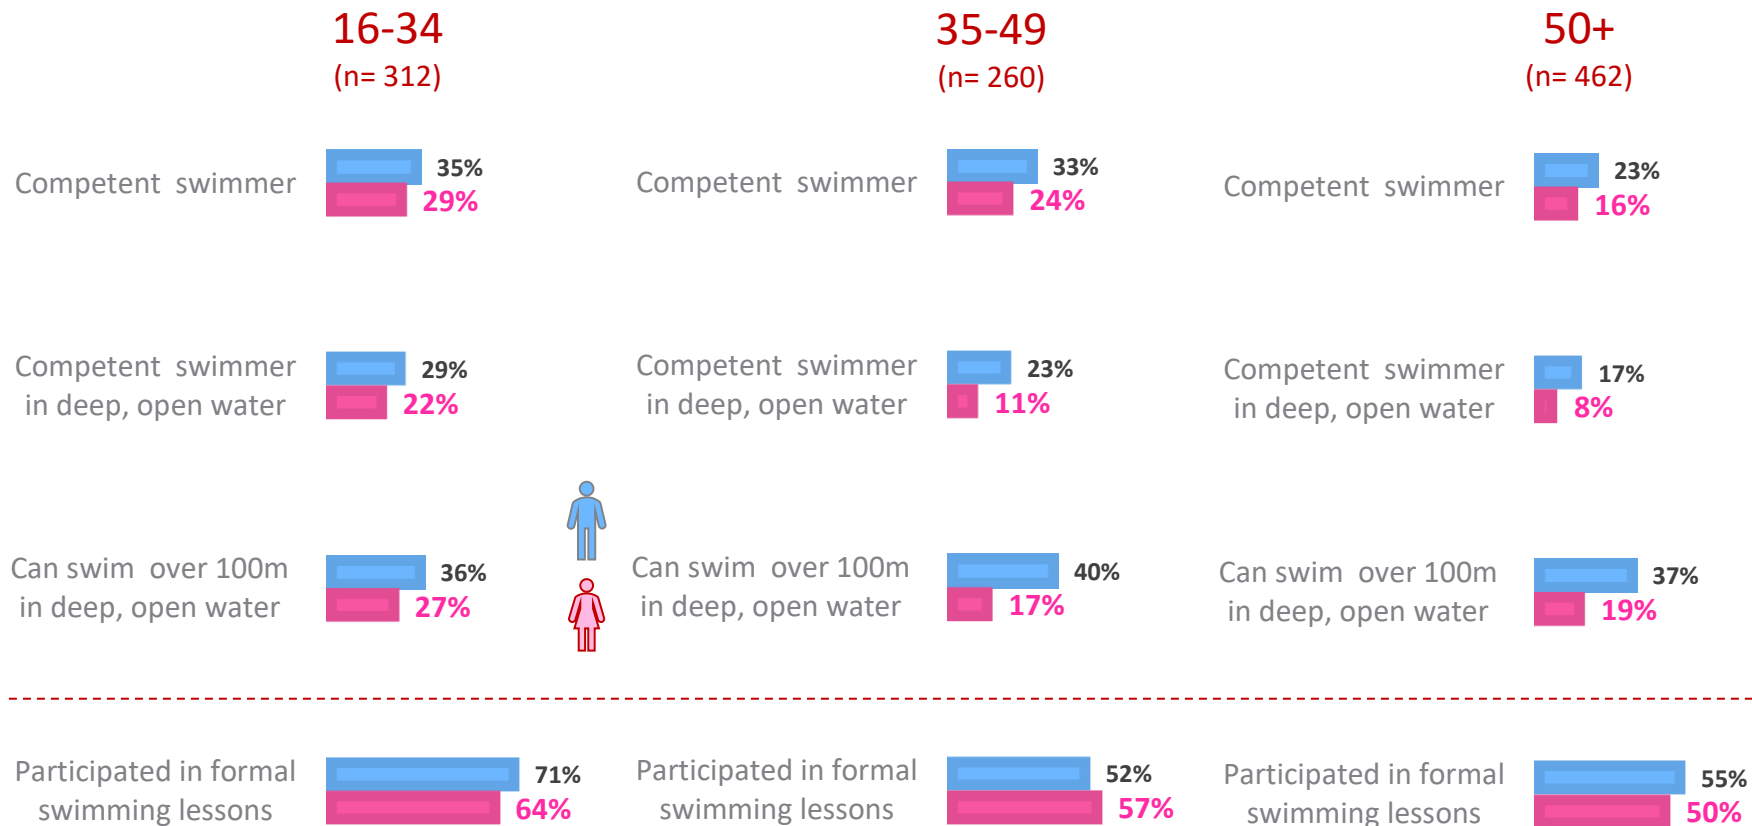 16-34
(n= 312)
35-49
(n= 260)
50+
(n= 462)
Competent swimmer
35%
29%
Competent swimmer
33%
24%
Competent swimmer
23%
16%
Competent swimmer
in deep, open water
29%
22%
Competent swimmer
in deep, open water
23%
11%
Competent swimmer
in deep, open water
17%
8%
Can swim over 100m
in deep, open water
36%
27%
Can swim over 100m
in deep, open water
40%
17%
Can swim over 100m
in deep, open water
37%
19%
Participated in formal
swimming lessons
71%
64%
Participated in formal
swimming lessons
52%
57%
Participated in formal
swimming lessons
55%
50%